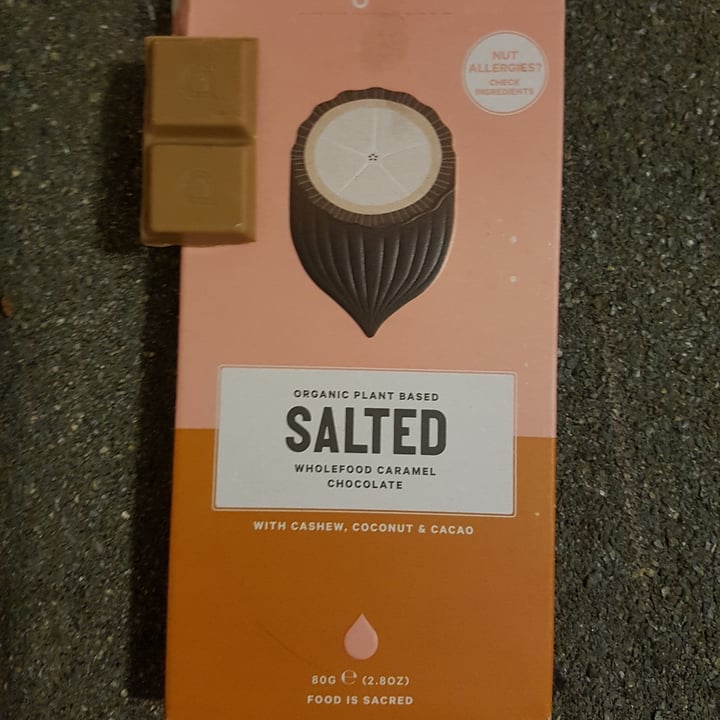 NUT
ALLERGIES?
CHECK
INGREDIENTS
ORGANIC PLANT BASED
SALTED
WHOLEFOOD CARAMEL
CHOCOLATE
WITH CASHEW, COCONUT & CACAO
80G ℮ (2.8OZ)
FOOD IS SACRED